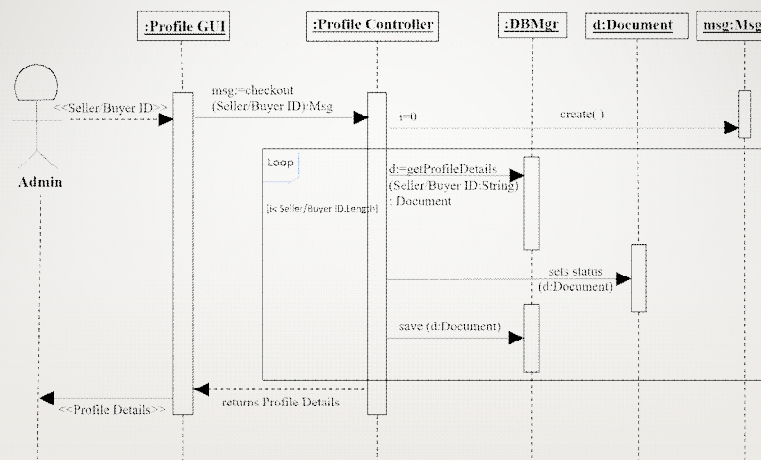 :Profile GUI
:Profile Controller
:DBMgr
d:Document
msg:Msg
<<Seller/Buyer ID>>
msg:=checkout
(Seller/Buyer ID):Msg
i=0
create( )
Admin
Loop
d:=getProfileDetails
(Seller/Buyer ID:String)
: Document
[i< Seller/Buyer ID.Length]
sets status
(d:Document)
save (d:Document)
returns Profile Details
<<Profile Details>>